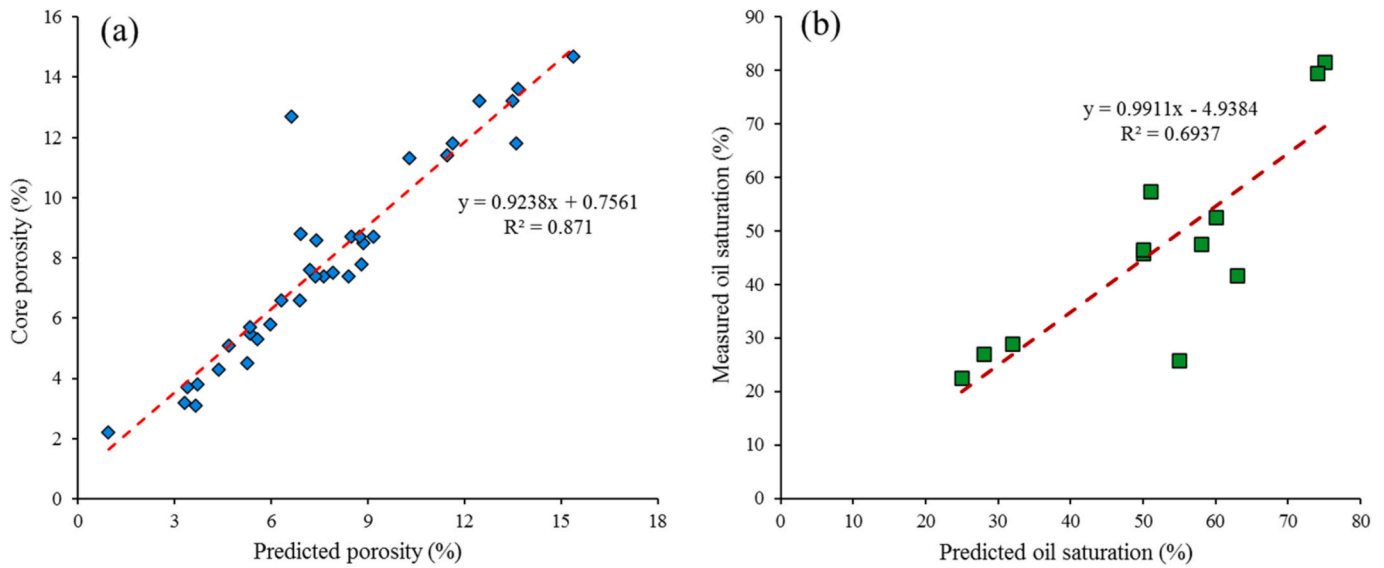 (a)
16
14
12
10
8
6
4
2
0
Core porosity (%)
y = 0.9238x + 0.7561
R² = 0.871
0 3 6 9 12 15 18
Predicted porosity (%)
(b)
90
80
70
60
50
40
30
20
10
0
Measured oil saturation (%)
y = 0.9911x - 4.9384
R² = 0.6937
0 10 20 30 40 50 60 70 80
Predicted oil saturation (%)